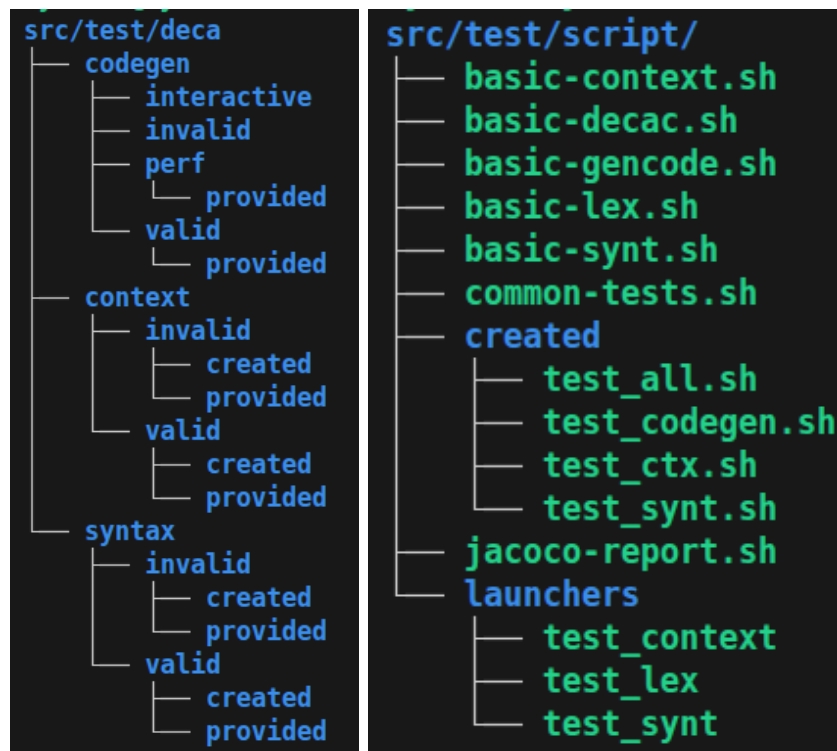 src/test/deca
codegen
interactive
invalid
perf
provided
valid
provided
context
invalid
created
provided
valid
created
provided
syntax
invalid
created
provided
valid
created
provided
src/test/script/
basic-context.sh
basic-decac.sh
basic-gencode.sh
basic-lex.sh
basic-synt.sh
common-tests.sh
created
test_all.sh
test_codegen.sh
test_ctx.sh
test_synt.sh
jacoco-report.sh
launchers
test_context
test_lex
test_synt